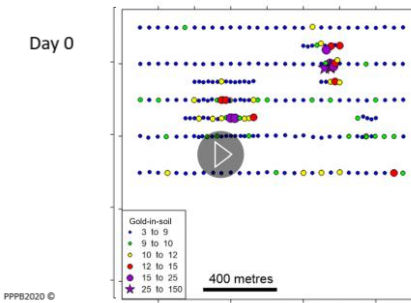 Day 0
Gold-in-soil
3 to 9
9 to 10
10 to 12
12 to 15
15 to 25
25 to 150
400 metres
PPPB2020 ©